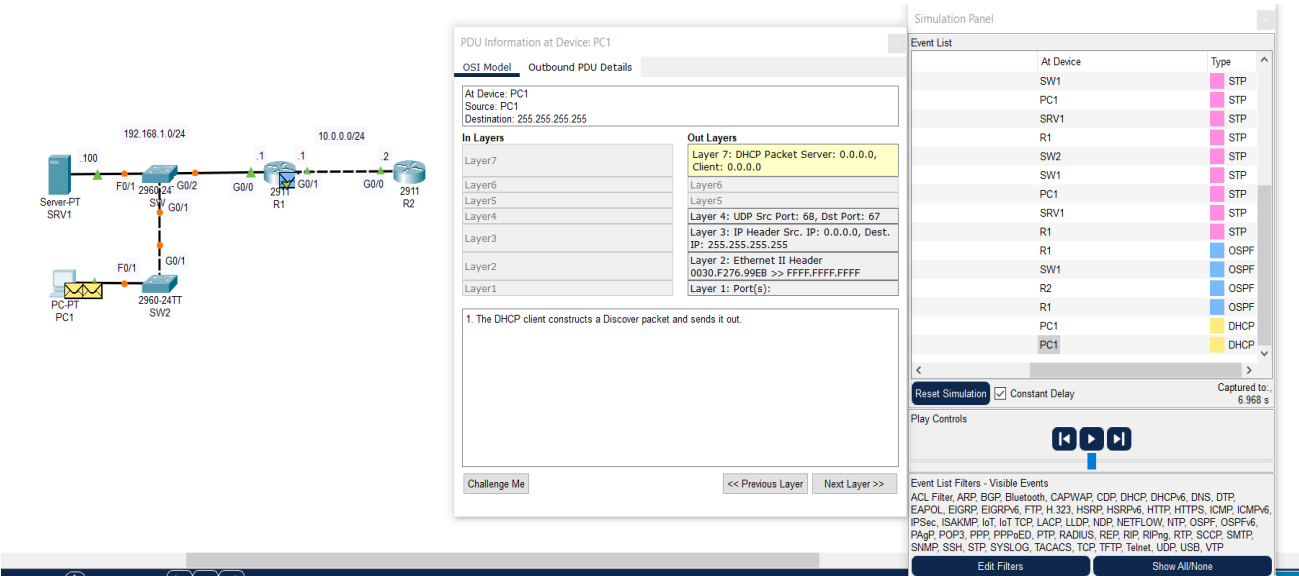 192.168.1.0/24
10.0.0.0/24
.100
.1
.1
.2
F0/1
2960-24
G0/2
G0/0
2911
G0/1
G0/0
2911
Server-PT
SRV1
SW
G0/1
R1
R2
F0/1
G0/1
PC-PT
PC1
2960-24TT
SW2
PDU Information at Device: PC1
OSI Model
Outbound PDU Details
At Device: PC1
Source: PC1
Destination: 255.255.255.255
In Layers
Out Layers
Layer7
Layer 7: DHCP Packet Server: 0.0.0.0,
Client: 0.0.0.0
Layer6
Layer6
Layer5
Layer5
Layer4
Layer 4: UDP Src Port: 68, Dst Port: 67
Layer3
Layer 3: IP Header Src. IP: 0.0.0.0, Dest.
IP: 255.255.255.255
Layer2
Layer 2: Ethernet II Header
0030.F276.99EB >> FFFF.FFFF.FFFF
Layer1
Layer 1: Port(s):
1. The DHCP client constructs a Discover packet and sends it out.
Challenge Me
<< Previous Layer
Next Layer >>
Simulation Panel
Event List
At Device
Type
SW1
STP
PC1
STP
SRV1
STP
R1
STP
SW2
STP
SW1
STP
PC1
STP
SRV1
STP
R1
STP
R1
OSPF
SW1
OSPF
R2
OSPF
R1
OSPF
PC1
DHCP
PC1
DHCP
Reset Simulation
Constant Delay
Captured to:
6.968 s
Play Controls
Event List Filters - Visible Events
ACL Filter, ARP, BGP, Bluetooth, CAPWAP, CDP, DHCP, DHCPv6, DNS, DTP,
EAPOL, EIGRP, EIGRPv6, FTP, H.323, HSRP, HSRPv6, HTTP, HTTPS, ICMP, ICMPv6,
IPSec, ISAKMP, IoT, IoT TCP, LACP, LLDP, NDP, NETFLOW, NTP, OSPF, OSPFv6,
PAgP, POP3, PPP, PPPoED, PTP, RADIUS, REP, RIP, RIPng, RTP, SCCP, SMTP,
SNMP, SSH, STP, SYSLOG, TACACS, TCP, TFTP, Telnet, UDP, USB, VTP
Edit Filters
Show All/None